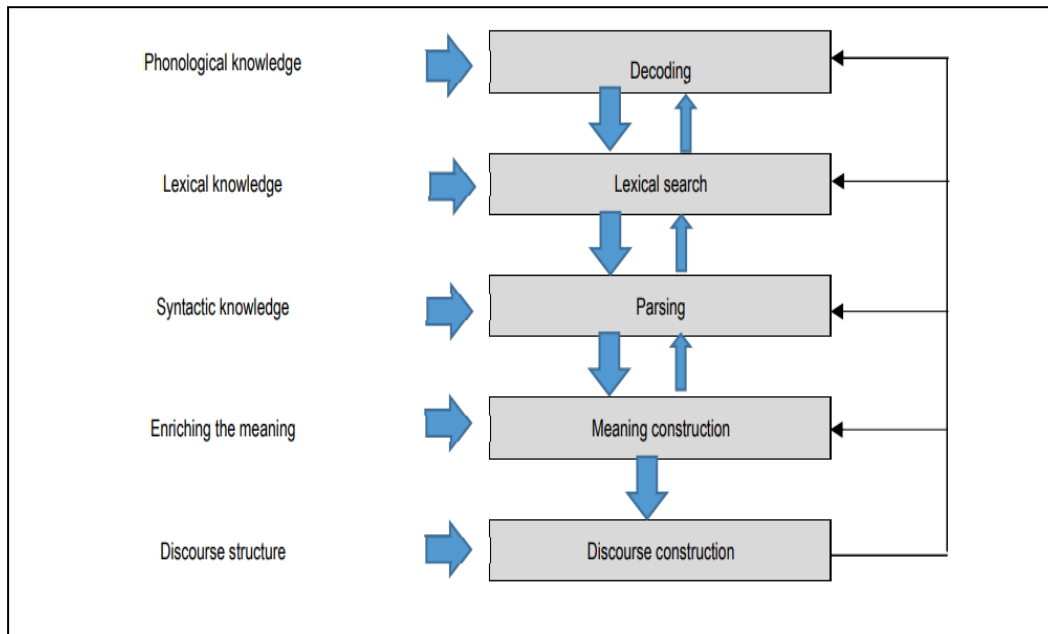 Phonological knowledge
Decoding
Lexical knowledge
Lexical search
Syntactic knowledge
Parsing
Enriching the meaning
Meaning construction
Discourse structure
Discourse construction